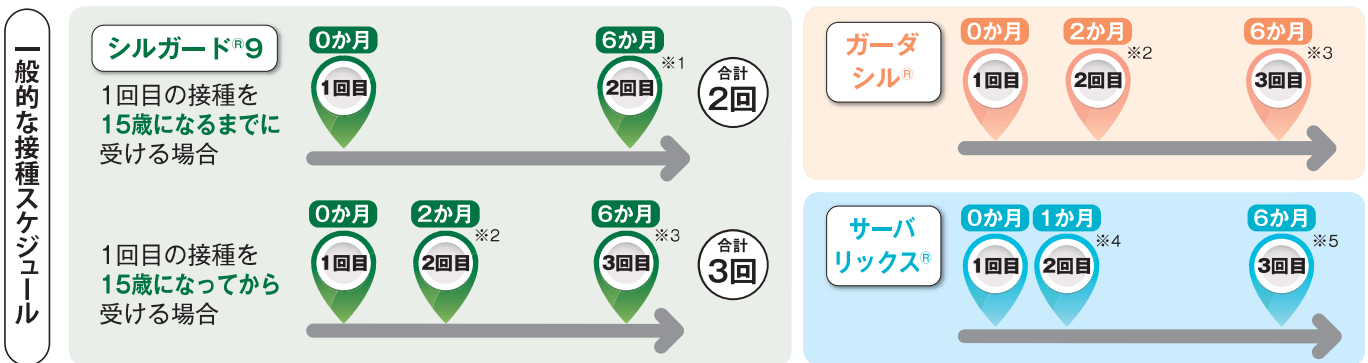 一般的な接種スケジュール
シルガード®9
1回目の接種を
15歳になるまでに
受ける場合
0か月
1回目
6か月
※1
2回目
合計
2回
1回目の接種を
15歳になってから
受ける場合
0か月
1回目
2か月
※2
2回目
6か月
※3
3回目
合計
3回
ガーダ
シル®
0か月
1回目
2か月
※2
2回目
6か月
※3
3回目
サーバ
リックス®
0か月
1回目
1か月
※4
2回目
6か月
※5
3回目